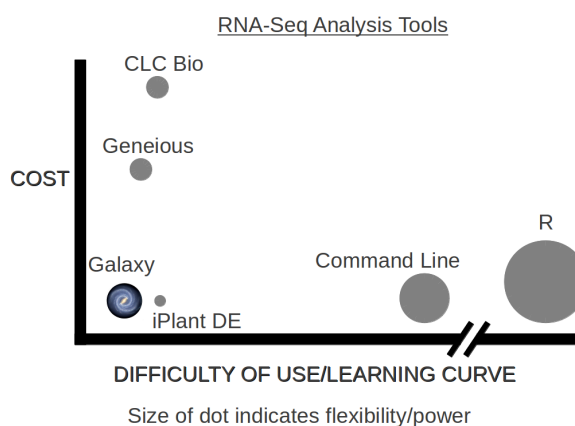 RNA-Seq Analysis Tools
CLC Bio
Geneious
COST
R
Command Line
Galaxy
iPlant DE
DIFFICULTY OF USE/LEARNING CURVE
Size of dot indicates flexibility/power